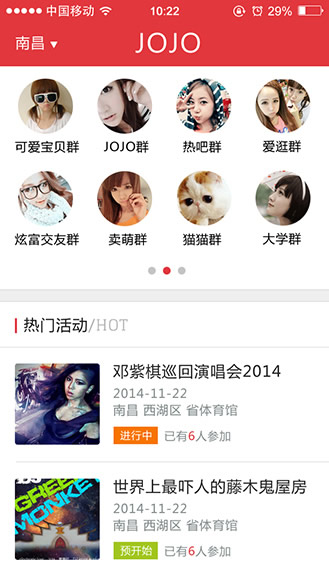 中国移动 10:22 29%
南昌 JOJO
可爱宝贝群 JOJO群 热吧群 爱逛群
炫富交友群 卖萌群 猫猫群 大学群
热门活动/HOT
邓紫棋巡回演唱会2014
2014-11-22
南昌 西湖区 省体育馆
进行中 已有6人参加
GREE
MONKE
世界上最吓人的藤木鬼屋房
2014-11-22
南昌 西湖区 省体育馆
预开始 已有6人参加